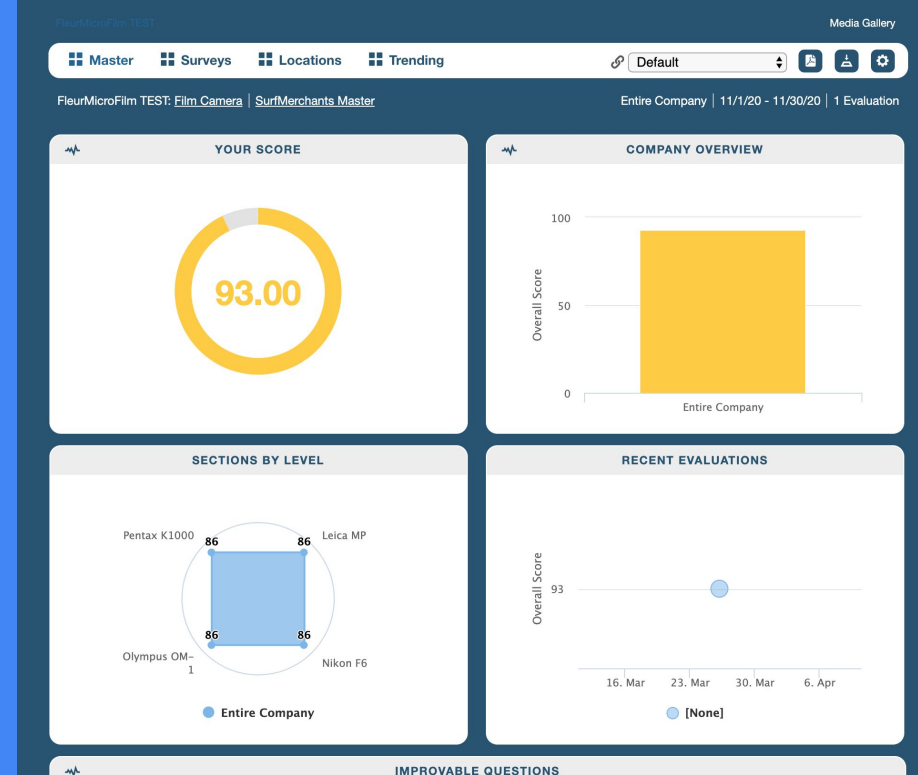 FleurMicroFilm TEST
Media Gallery
Master Surveys Locations Trending Default
FleurMicroFilm TEST: Film Camera | SurfMerchants Master Entire Company | 11/1/20 - 11/30/20 | 1 Evaluation
YOUR SCORE
93.00
COMPANY OVERVIEW
100
50
0
Overall Score
Entire Company
SECTIONS BY LEVEL
Pentax K1000 86 86 Leica MP
86 86
Olympus OM-
1
Nikon F6
Entire Company
RECENT EVALUATIONS
Overall Score
93
16. Mar 23. Mar 30. Mar 6. Apr
[None]
IMPROVABLE QUESTIONS